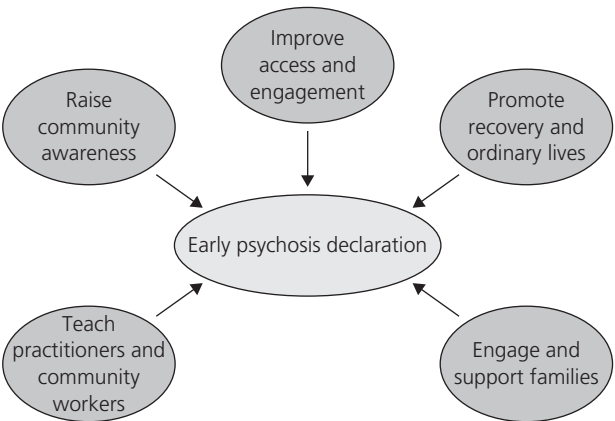 Improve
access and
engagement
Raise
community
awareness
Promote
recovery and
ordinary lives
Early psychosis declaration
Teach
practitioners and
community
workers
Engage and
support families